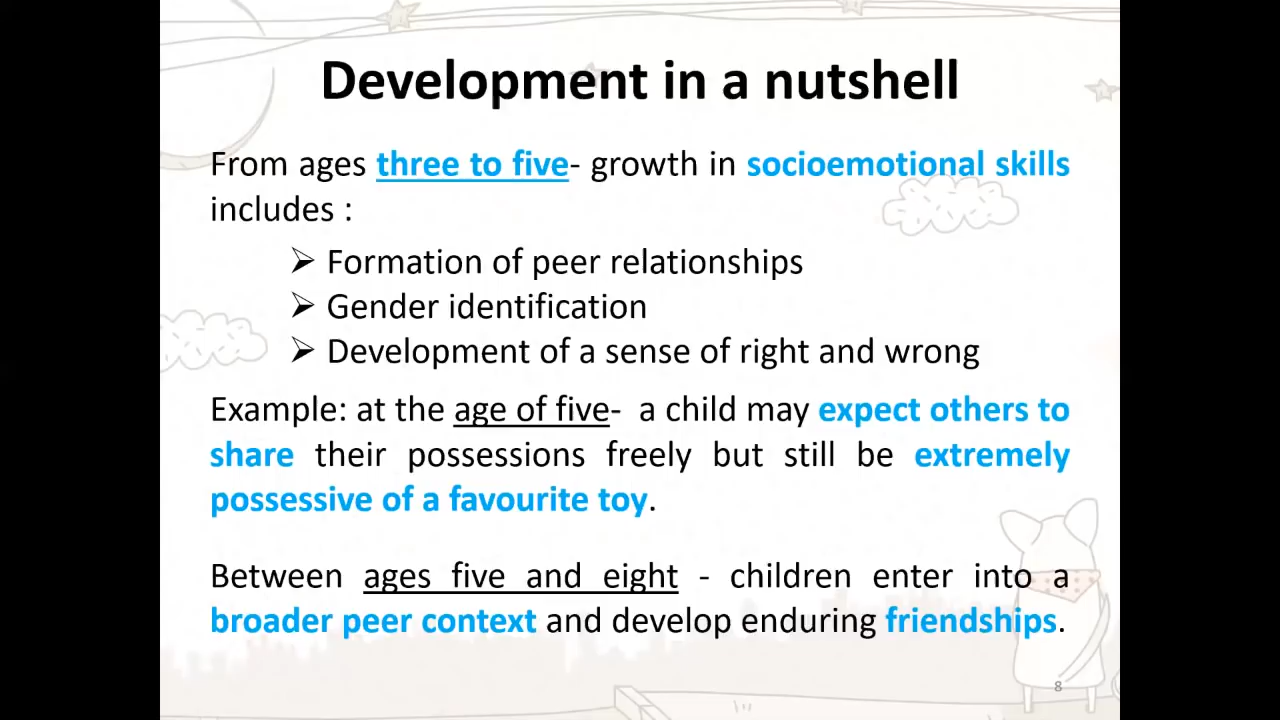 Development in a nutshell
From ages three to five- growth in socioemotional skills
includes :
➢ Formation of peer relationships
➢ Gender identification
➢ Development of a sense of right and wrong
Example: at the age of five- a child may expect others to
share their possessions freely but still be extremely
possessive of a favourite toy.
Between ages five and eight - children enter into a
broader peer context and develop enduring friendships.
8